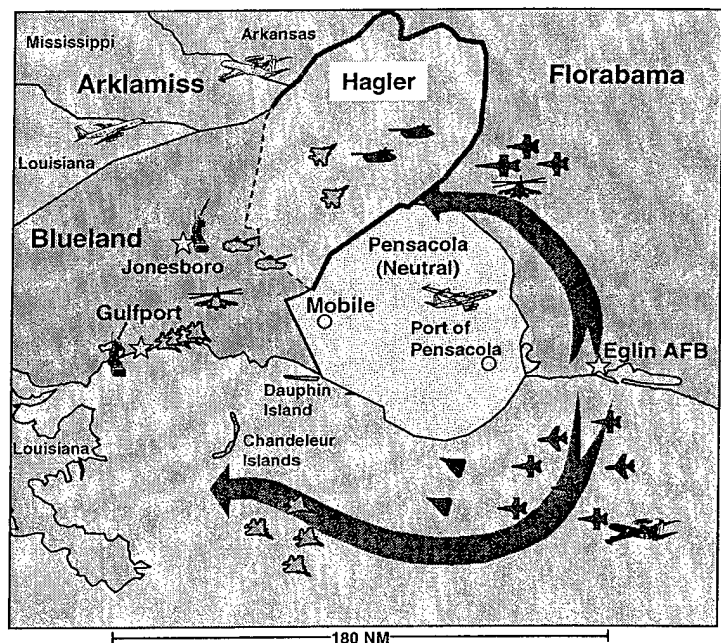 Mississippi
Arkansas
Arklamiss
Hagler
Florabama
Louisiana
Blueland
Jonesboro
Pensacola
(Neutral)
Gulfport
Mobile
Port of
Pensacola
Eglin AFB
Dauphin
Island
Louisiana
Chandeleur
Islands
180 NM